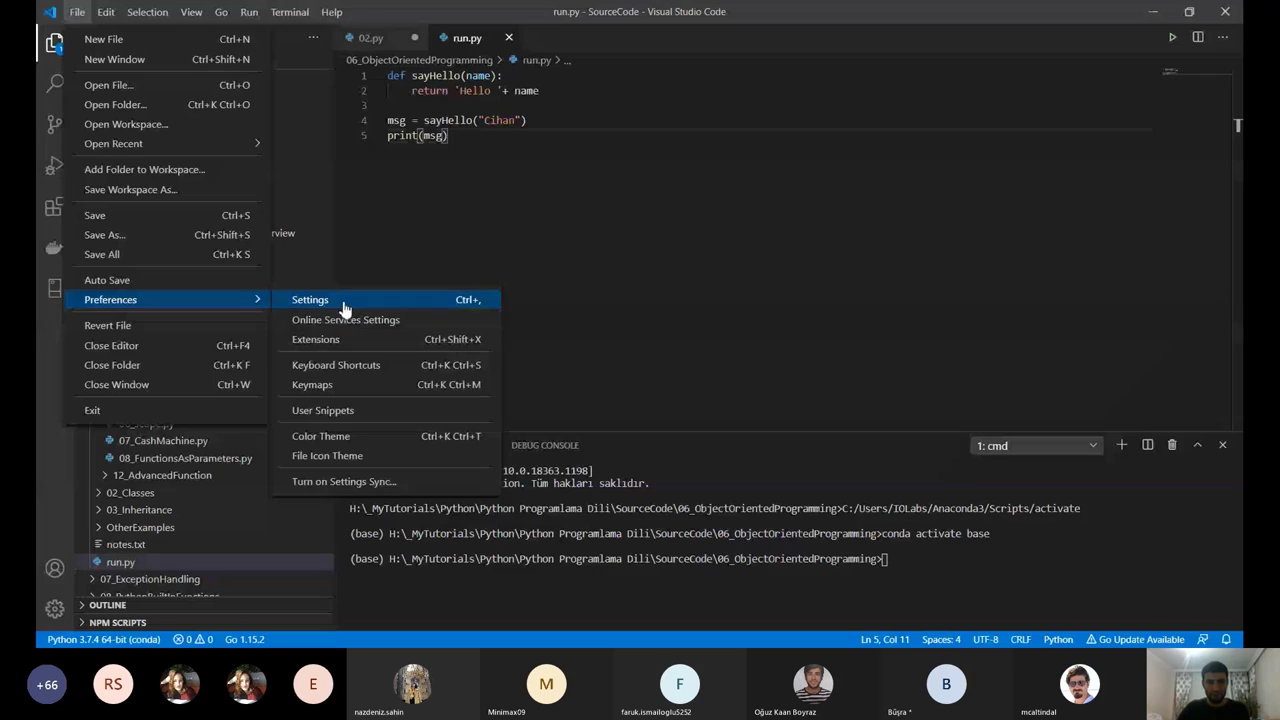 File Edit Selection View Go Run Terminal Help
run.py - SourceCode - Visual Studio Code
New File Ctrl+N
New Window Ctrl+Shift+N
Open File... Ctrl+O
Open Folder... Ctrl+K Ctrl+O
Open Workspace...
Open Recent
Add Folder to Workspace...
Save Workspace As...
Save Ctrl+S
Save As... Ctrl+Shift+S
Save All Ctrl+K S
Auto Save
Preferences
Revert File
Close Editor Ctrl+F4
Close Folder Ctrl+K F
Close Window Ctrl+W
Exit
Settings Ctrl+,
Online Services Settings
Extensions Ctrl+Shift+X
Keyboard Shortcuts Ctrl+K Ctrl+S
Keymaps Ctrl+K Ctrl+M
User Snippets
Color Theme Ctrl+K Ctrl+T
File Icon Theme
Turn on Settings Sync...
02.py run.py
06_ObjectOrientedProgramming > run.py > ...
1 def sayHello(name):
2 return 'Hello '+ name
3
4 msg = sayHello("Cihan")
5 print(msg)
rview
07_CashMachine.py
08_FunctionsAsParameters.py
12_AdvancedFunction
02_Classes
03_Inheritance
OtherExamples
notes.txt
run.py
07_ExceptionHandling
OUTLINE
NPM SCRIPTS
DEBUG CONSOLE
1: cmd
10.0.18363.1198]
ion. Tüm hakları saklıdır.
H:\_MyTutorials\Python\Python Programlama Dili\SourceCode\06_ObjectOrientedProgramming>C:/Users/IOLabs/Anaconda3/Scripts/activate
(base) H:\_MyTutorials\Python\Python Programlama Dili\SourceCode\06_ObjectOrientedProgramming>conda activate base
(base) H:\_MyTutorials\Python\Python Programlama Dili\SourceCode\06_ObjectOrientedProgramming>
Python 3.7.4 64-bit (conda) 0 0 Go 1.15.2
Ln 5, Col 11 Spaces: 4 UTF-8 CRLF Python Go Update Available
+66 RS E M F B
nazdeniz.sahin Minimax09 faruk.ismailoglu5252 Oğuz Kaan Boyraz Büşra * mcaltindal